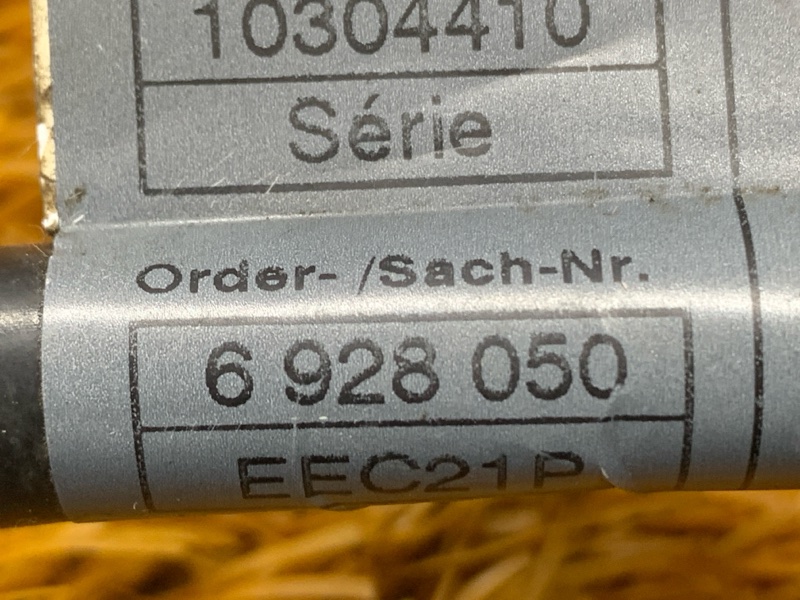 10304410
Série
Order- /Sach-Nr.
6 928 050
EEC21P